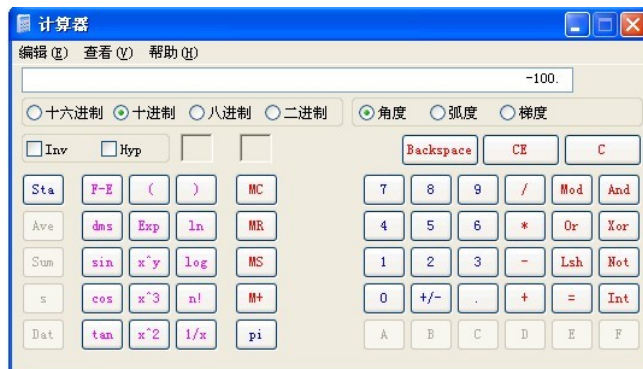 计算器
编辑(E) 查看(V) 帮助(H)
-100.
十六进制 十进制 八进制 二进制 角度 弧度 梯度
Inv Hyp Backspace CE C
Sta F-E ( ) MC 7 8 9 / Mod And
Ave dms Exp ln MR 4 5 6 * Or Xor
Sum sin x^y log MS 1 2 3 - Lsh Not
s cos x^3 n! M+ 0 +/- . + = Int
Dat tan x^2 1/x pi A B C D E F